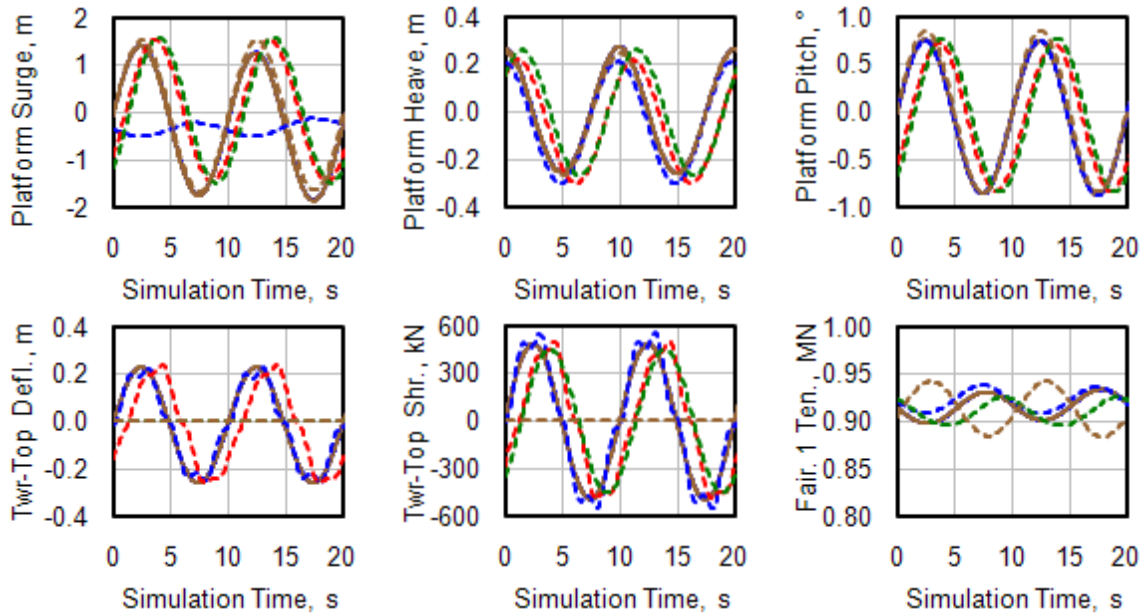 Platform Surge, m
2
1
0
-1
-2
0 5 10 15 20
Simulation Time, s
Platform Heave, m
0.4
0.2
0.0
-0.2
-0.4
0 5 10 15 20
Simulation Time, s
Platform Pitch, °
1.0
0.5
0.0
-0.5
-1.0
0 5 10 15 20
Simulation Time, s
Twr-Top Defl., m
0.4
0.2
0.0
-0.2
-0.4
0 5 10 15 20
Simulation Time, s
Twr-Top Shr., kN
600
300
0
-300
-600
0 5 10 15 20
Simulation Time, s
Fair. 1 Ten., MN
1.00
0.95
0.90
0.85
0.80
0 5 10 15 20
Simulation Time, s